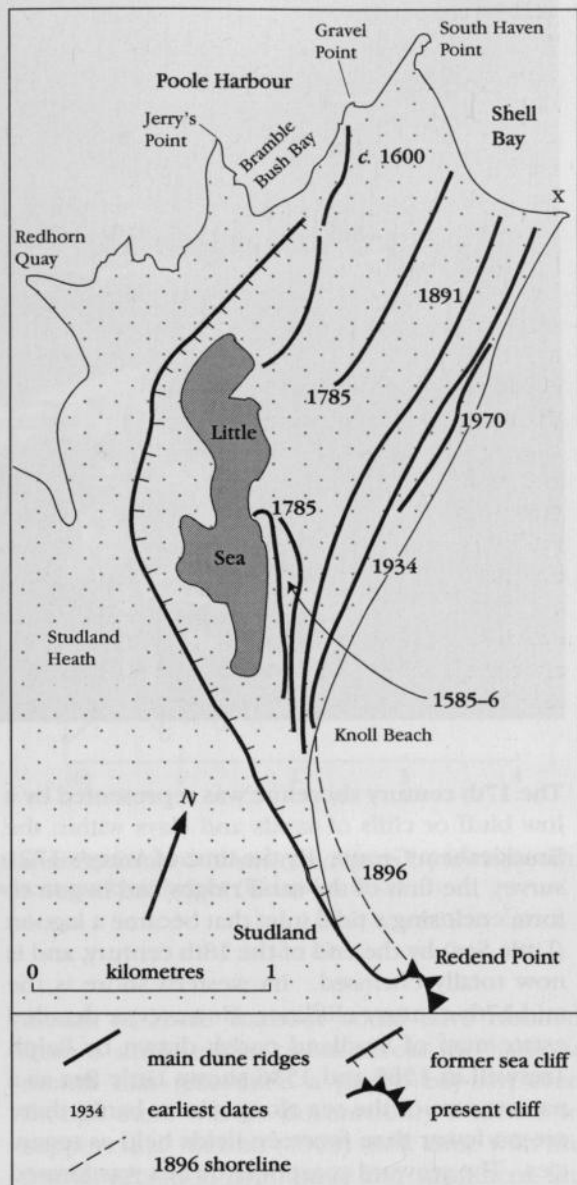 South Haven
Point
Gravel
Point
Poole Harbour
Shell
Bay
Jerry's
Point
Bramble
Bush Bay
c. 1600
X
Redhorn
Quay
1891
1785
1970
Little
1785
Sea
1934
Studland
Heath
1585–6
Knoll Beach
N
1896
Studland
Redend Point
0 kilometres 1
main dune ridges
former sea cliff
1934 earliest dates
present cliff
1896 shoreline